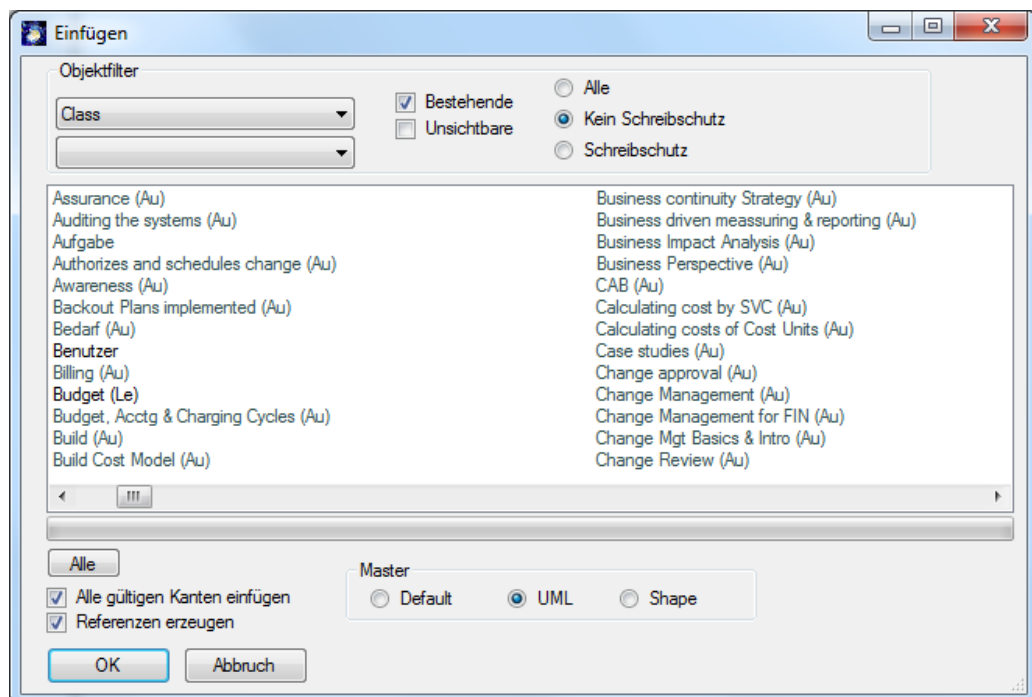 Einfügen
Objektfilter
Class
Bestehende
Unsichtbare
Alle
Kein Schreibschutz
Schreibschutz
Assurance (Au)
Auditing the systems (Au)
Aufgabe
Authorizes and schedules change (Au)
Awareness (Au)
Backout Plans implemented (Au)
Bedarf (Au)
Benutzer
Billing (Au)
Budget (Le)
Budget, Acctg & Charging Cycles (Au)
Build (Au)
Build Cost Model (Au)
Business continuity Strategy (Au)
Business driven meassuring & reporting (Au)
Business Impact Analysis (Au)
Business Perspective (Au)
CAB (Au)
Calculating cost by SVC (Au)
Calculating costs of Cost Units (Au)
Case studies (Au)
Change approval (Au)
Change Management (Au)
Change Management for FIN (Au)
Change Mgt Basics & Intro (Au)
Change Review (Au)
Alle
Alle gültigen Kanten einfügen
Referenzen erzeugen
Master
Default
UML
Shape
OK
Abbruch